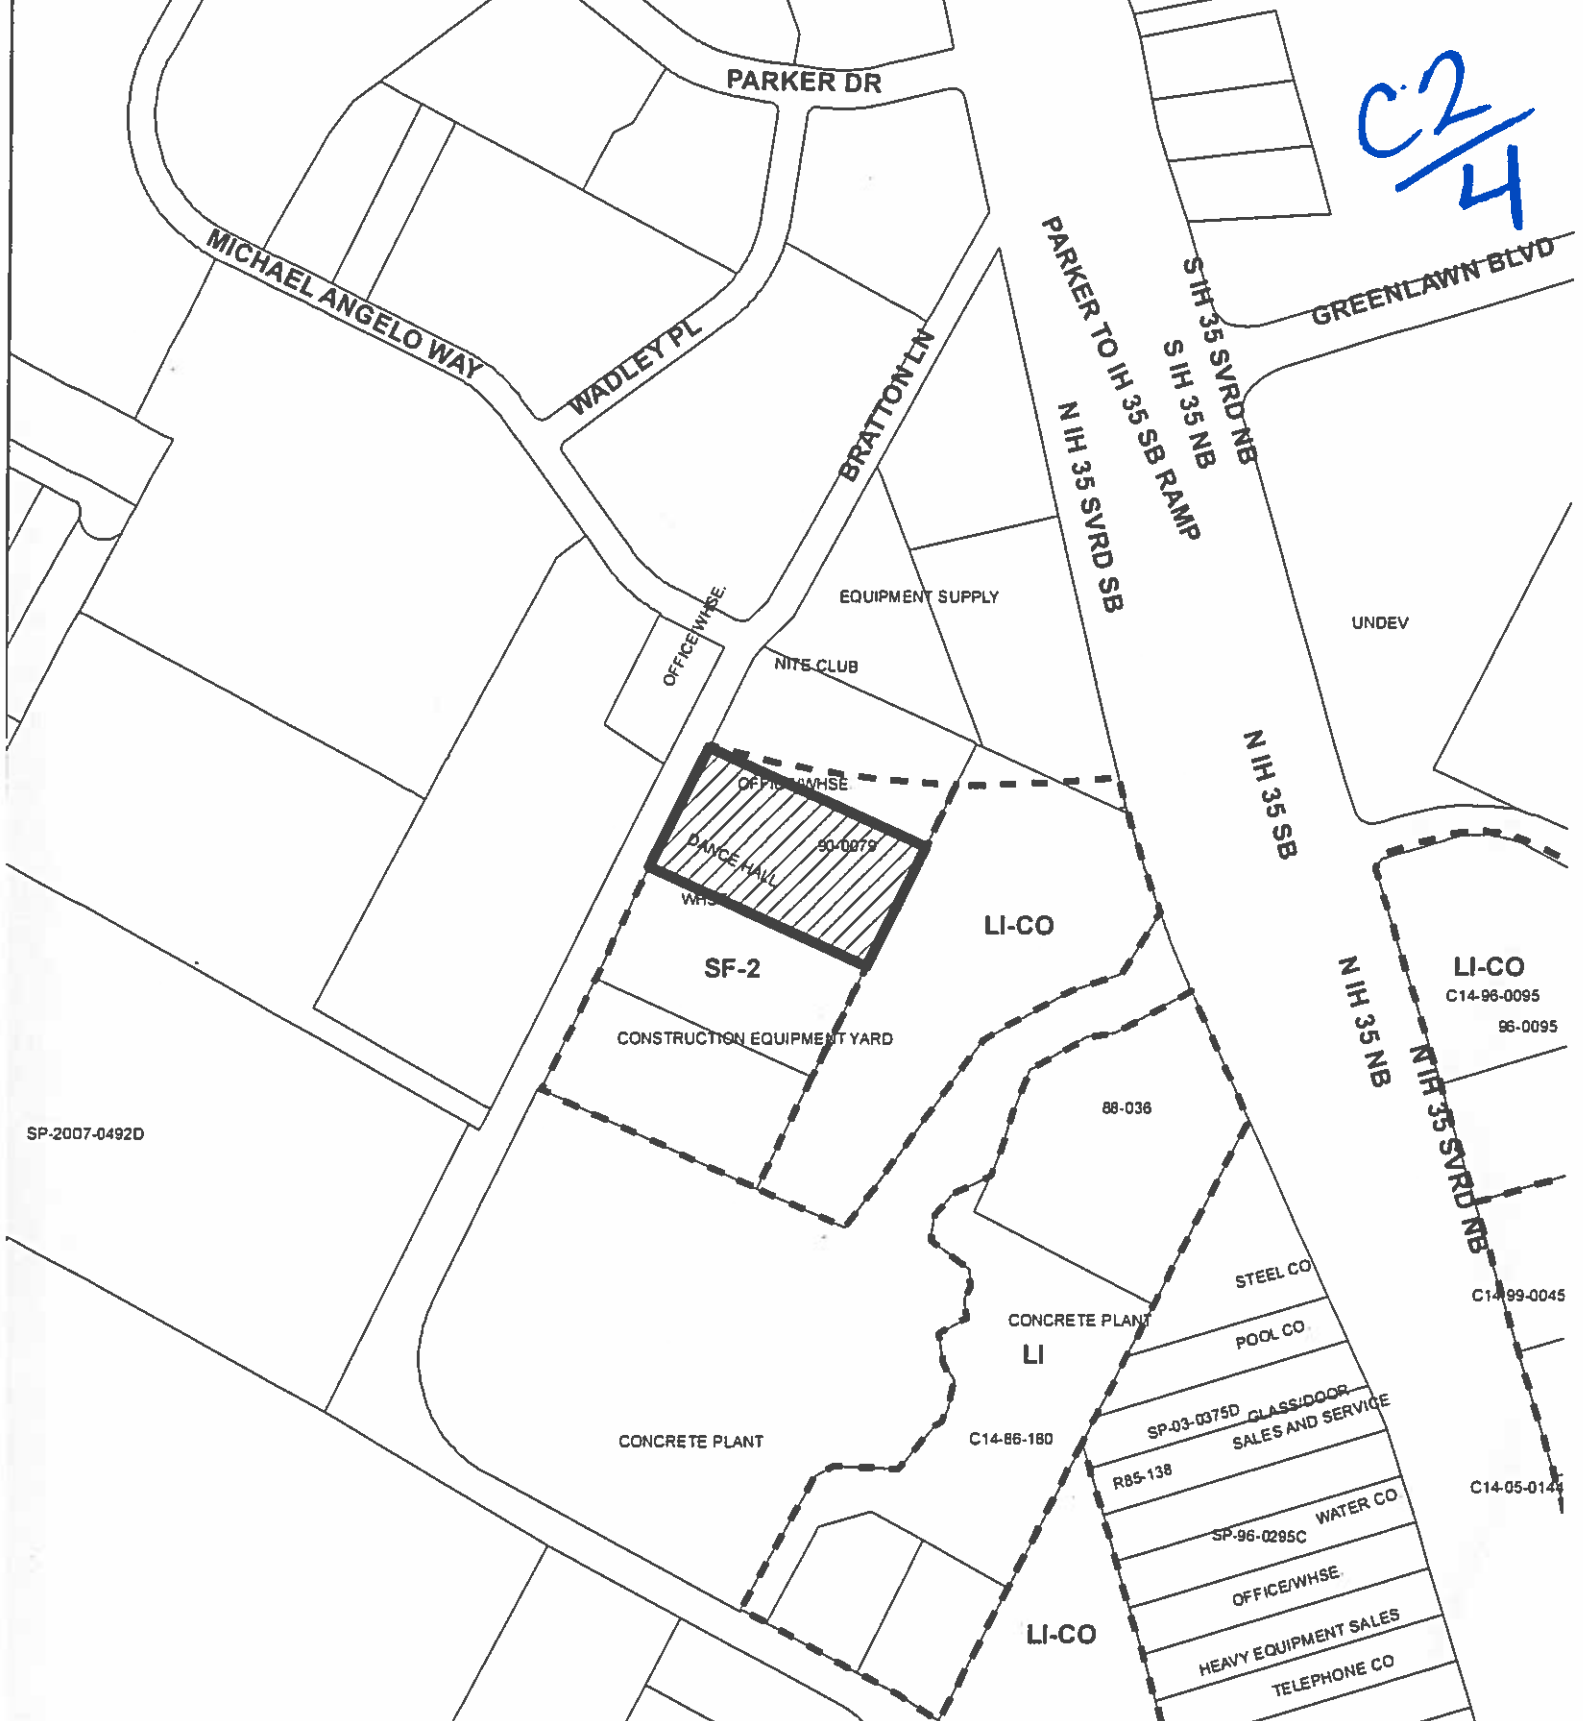 PARKER DR
C2
4
MICHAEL ANGELO WAY
WADLEY PL
BRATTON LN
PARKER TO IH 35 SB RAMP
S IH 35 SVRD NB
S IH 35 NB
GREENLAWN BLVD
N IH 35 SVRD SB
EQUIPMENT SUPPLY
UNDEV
OFFICE/WHSE.
NITE CLUB
N IH 35 SB
OFFICE/WHSE.
90-0079
DANCE HALL
WHSE
LI-CO
SF-2
LI-CO
C14-96-0095
96-0095
N IH 35 NB
N IH 35 SVRD NB
CONSTRUCTION EQUIPMENT YARD
88-036
SP-2007-0492D
STEEL CO
C14-99-0045
CONCRETE PLANT
POOL CO.
LI
SP-03-0375D
GLASS/DOOR
SALES AND SERVICE
CONCRETE PLANT
C14-86-180
R85-138
C14-05-0144
WATER CO.
SP-96-0295C
OFFICE/WHSE.
LI-CO
HEAVY EQUIPMENT SALES
TELEPHONE CO